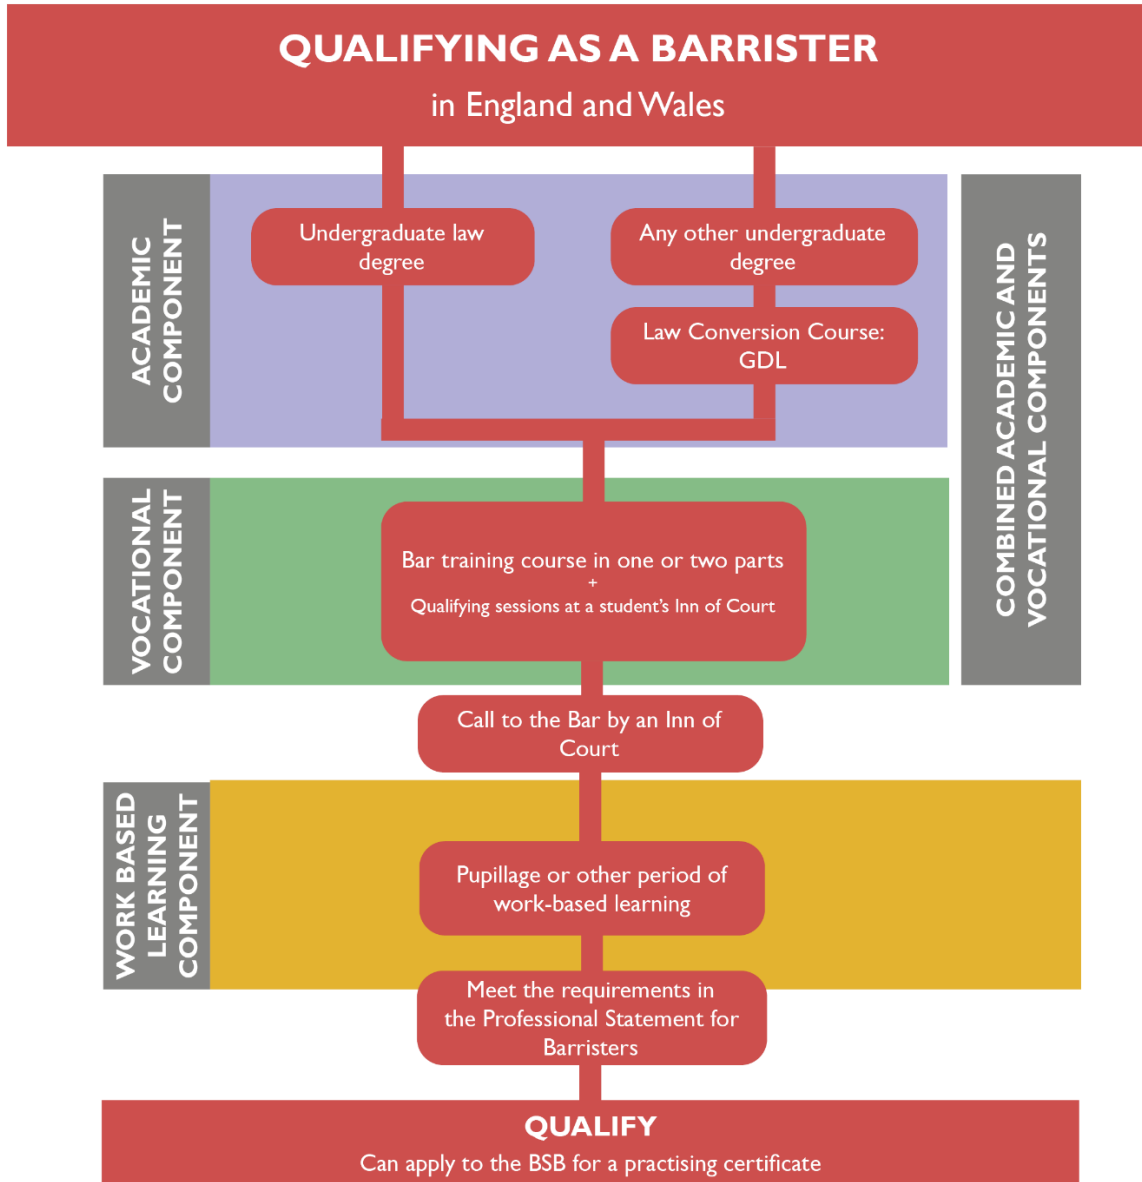 QUALIFYING AS A BARRISTER
in England and Wales
ACADEMIC
COMPONENT
Undergraduate law
degree
Any other undergraduate
degree
Law Conversion Course:
GDL
COMBINED ACADEMIC AND
VOCATIONAL COMPONENTS
VOCATIONAL
COMPONENT
Bar training course in one or two parts
+
Qualifying sessions at a student’s Inn of Court
Call to the Bar by an Inn of
Court
WORK BASED
LEARNING
COMPONENT
Pupillage or other period of
work-based learning
Meet the requirements in
the Professional Statement for
Barristers
QUALIFY
Can apply to the BSB for a practising certificate